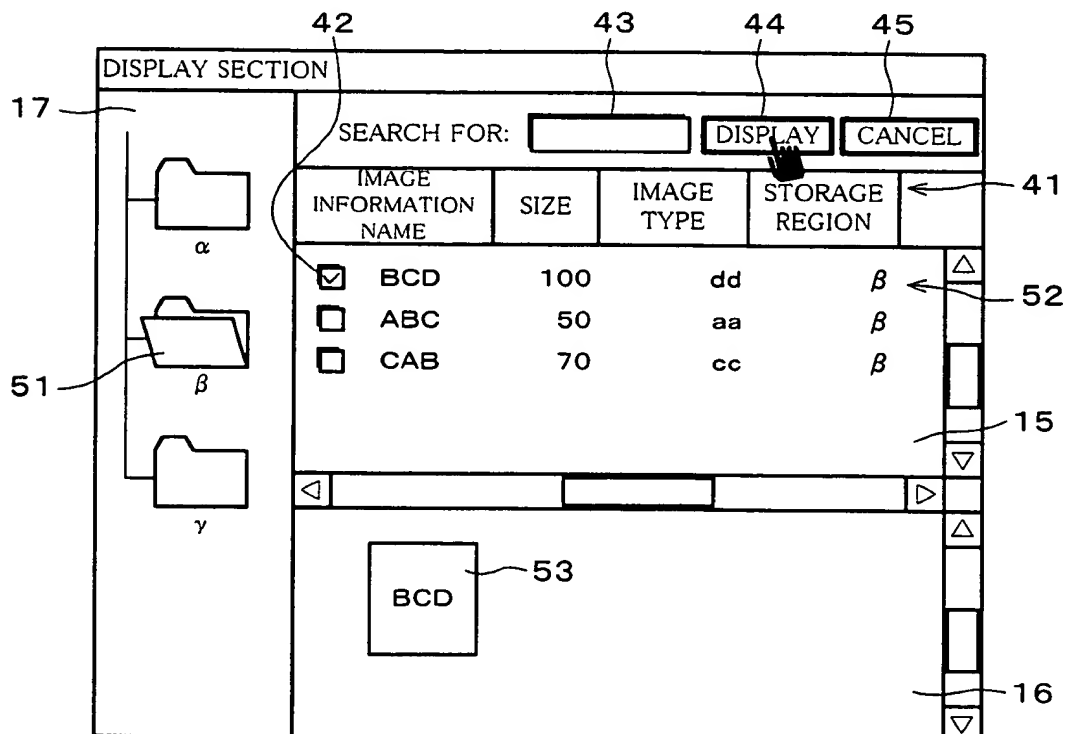 42 43 44 45
DISPLAY SECTION
17
SEARCH FOR: DISPLAY CANCEL
IMAGE INFORMATION NAME SIZE IMAGE TYPE STORAGE REGION 41
α
BCD 100 dd β 52
ABC 50 aa β
CAB 70 cc β
51 β
15
γ
BCD 53
16